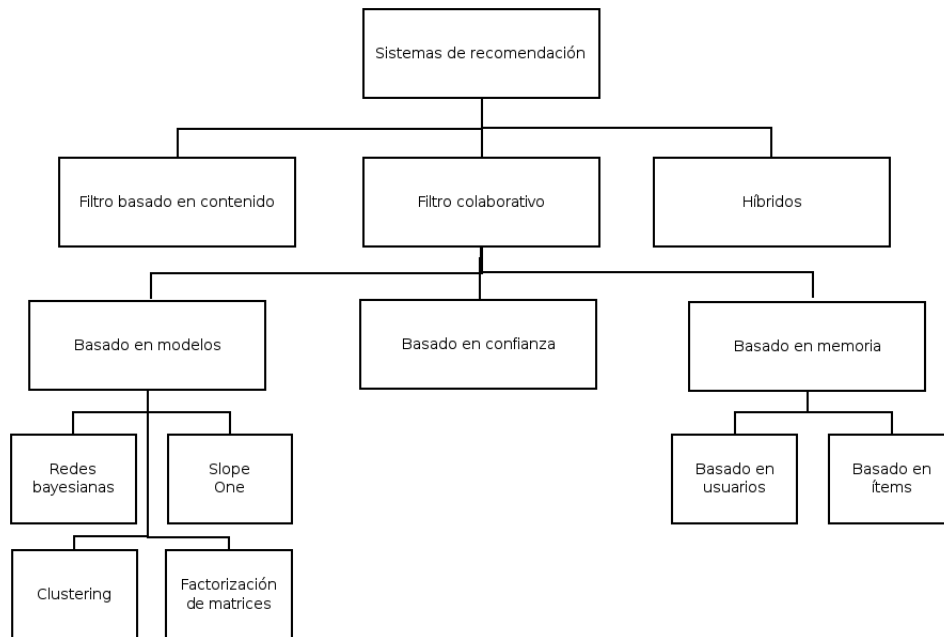 Sistemas de recomendación
Filtro basado en contenido
Filtro colaborativo
Híbridos
Basado en modelos
Basado en confianza
Basado en memoria
Redes
bayesianas
Slope
One
Basado en
usuarios
Basado en
ítems
Clustering
Factorización
de matrices